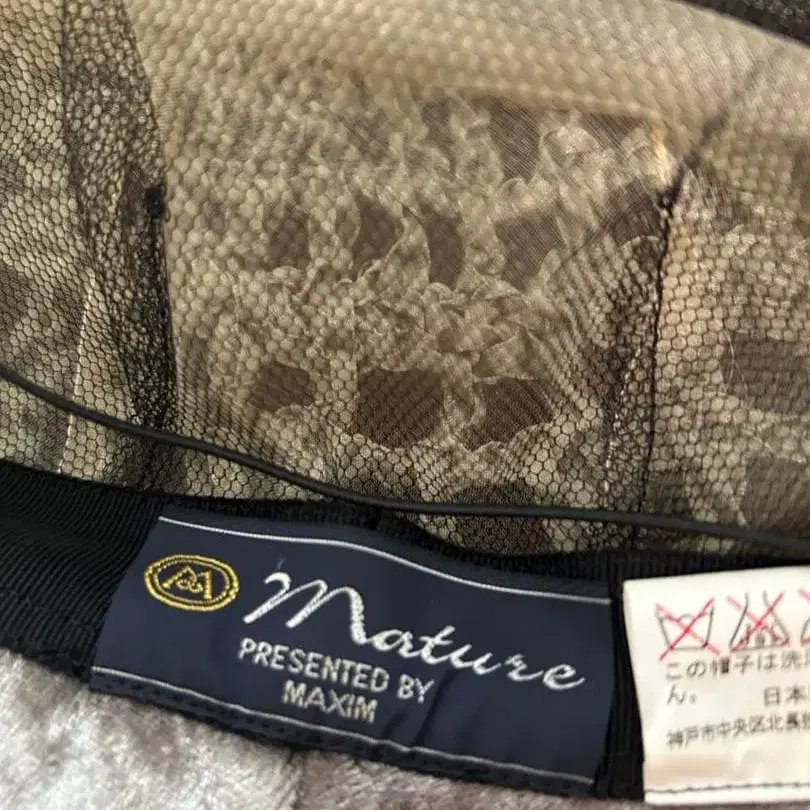 Mature
PRESENTED BY
MAXIM
この帽子は洗
ん。 日本
神戸市中央区北長